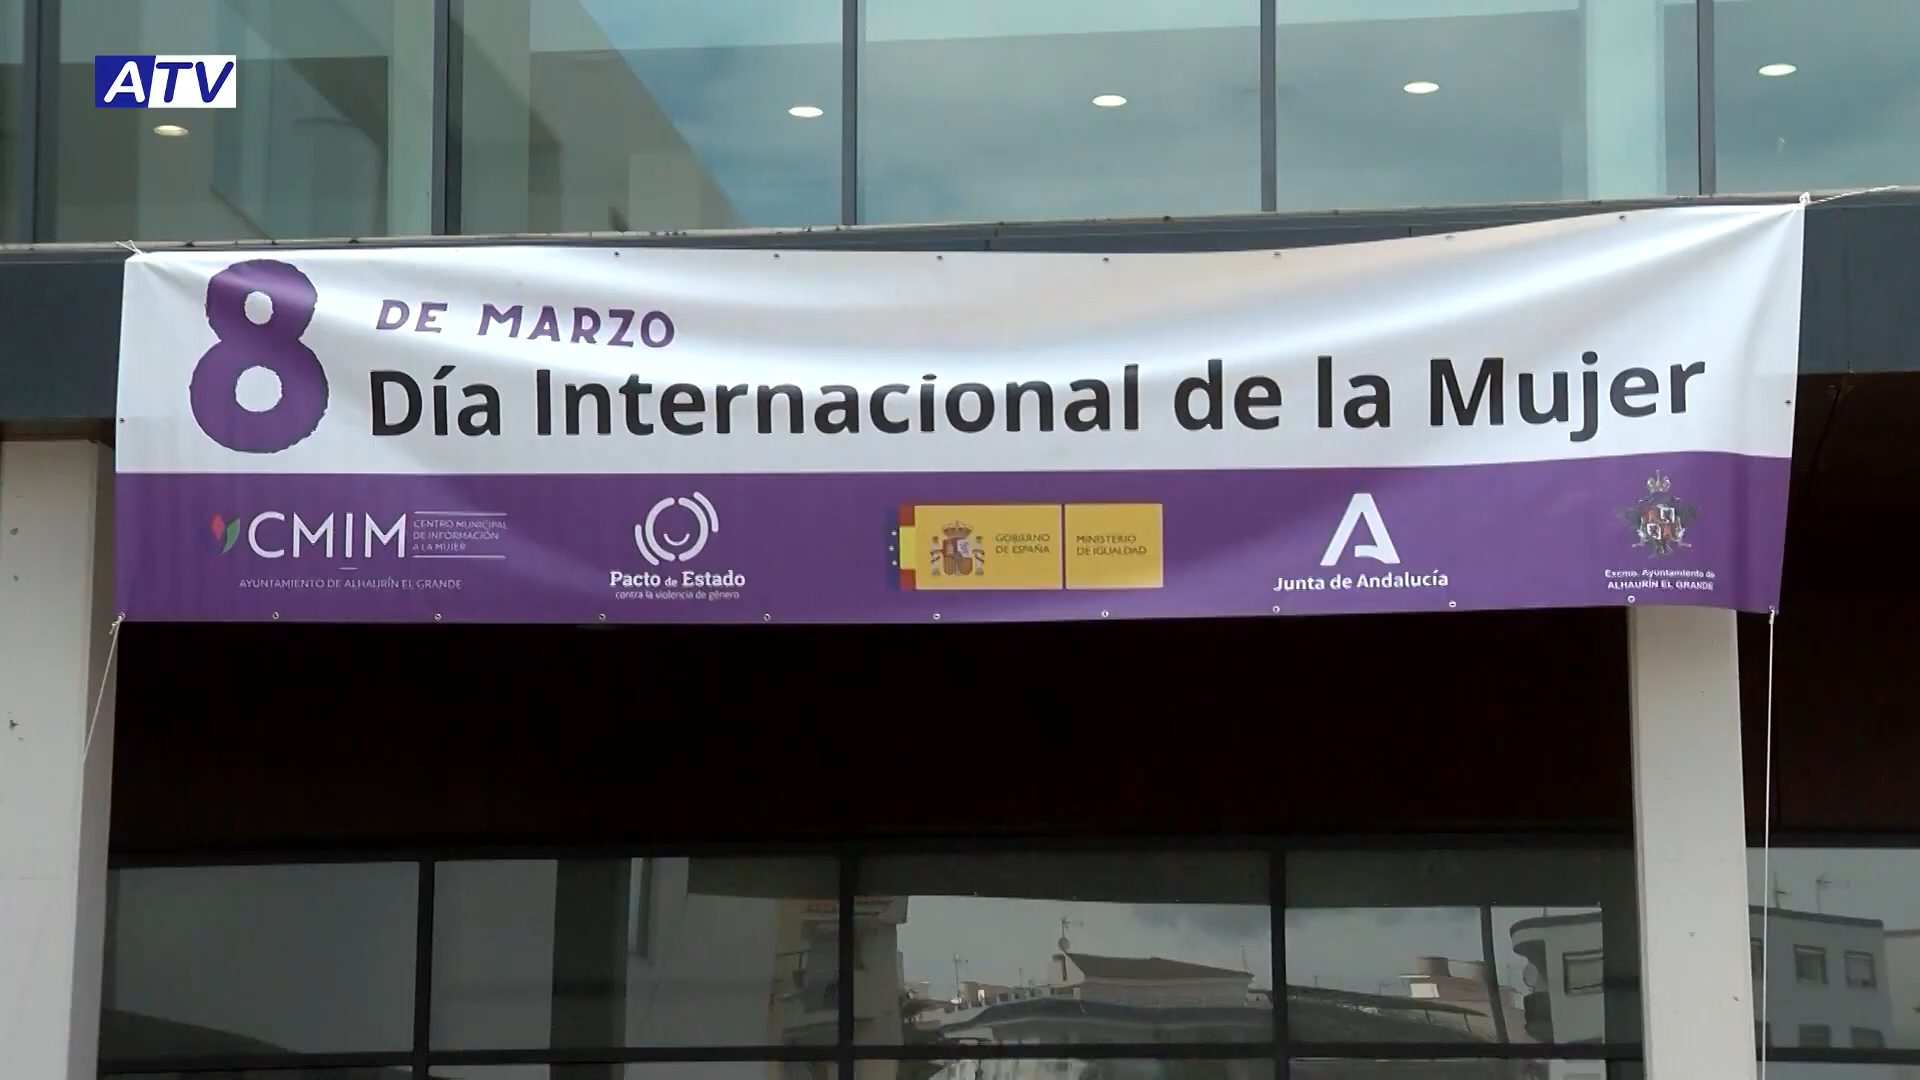 ATV
8 DE MARZO
Día Internacional de la Mujer
CMIM
CENTRO MUNICIPAL
DE INFORMACIÓN
A LA MUJER
AYUNTAMIENTO DE ALHAURÍN EL GRANDE
Pacto de Estado
contra la violencia de género
GOBIERNO
DE ESPAÑA
MINISTERIO
DE IGUALDAD
Junta de Andalucía
Excmo. Ayuntamiento de
ALHAURÍN EL GRANDE